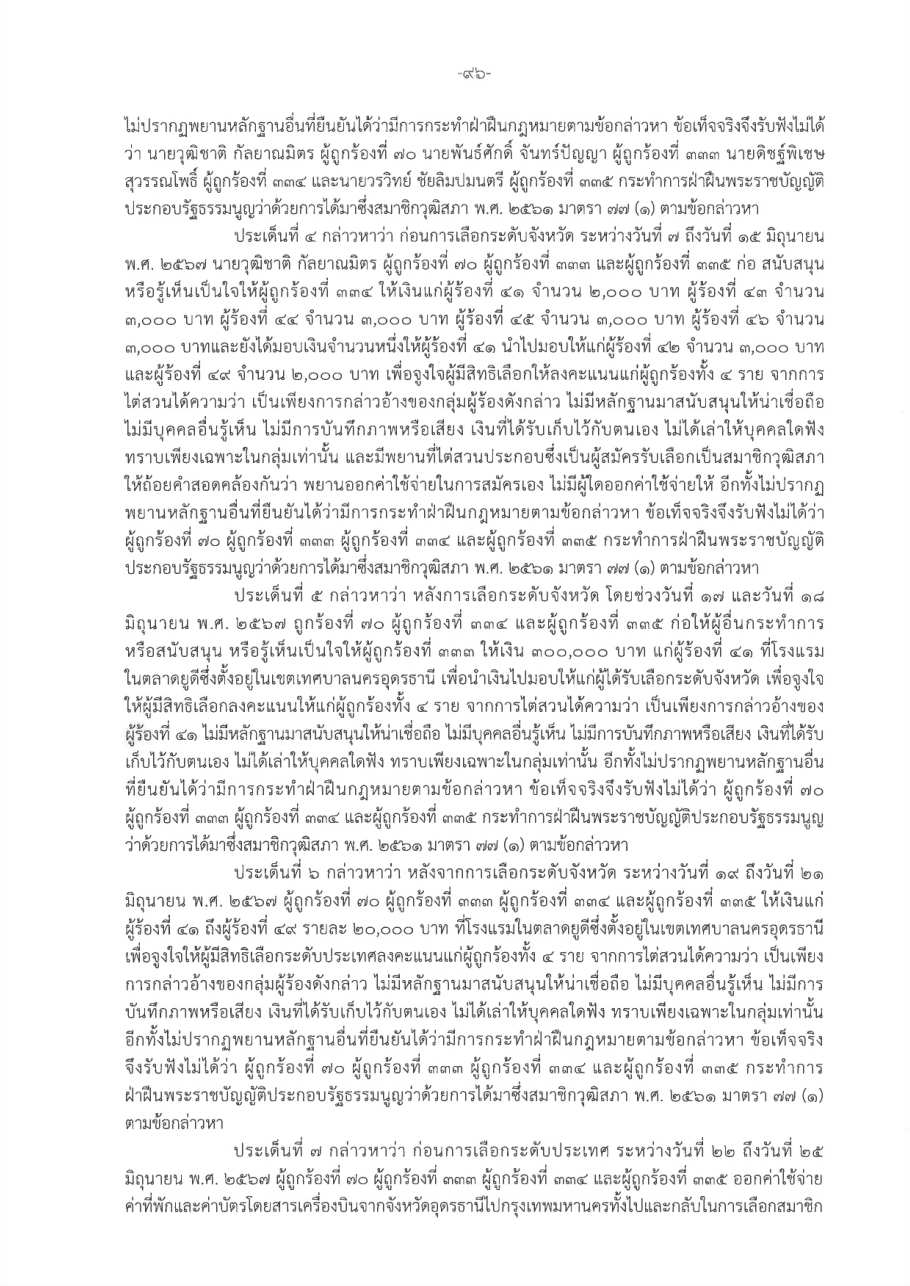 -๙๖-
ไม่ปรากฏพยานหลักฐานอื่นที่ยืนยันได้ว่ามีการกระทำฝ่าฝืนกฎหมายตามข้อกล่าวหา ข้อเท็จจริงจึงรับฟังไม่ได้
ว่า นายวุฒิชาติ กัลยาณมิตร ผู้ถูกร้องที่ ๗๐ นายพันธ์ศักดิ์ จันทร์ปัญญา ผู้ถูกร้องที่ ๓๓๓ นายดิชฐ์พิเชษ
สุวรรณโพธิ์ ผู้ถูกร้องที่ ๓๓๔ และนายวรวิทย์ ชัยลิมปมนตรี ผู้ถูกร้องที่ ๓๓๕ กระทำการฝ่าฝืนพระราชบัญญัติ
ประกอบรัฐธรรมนูญว่าด้วยการได้มาซึ่งสมาชิกวุฒิสภา พ.ศ. ๒๕๖๑ มาตรา ๗๗ (๑) ตามข้อกล่าวหา
ประเด็นที่ ๔ กล่าวหาว่า ก่อนการเลือกระดับจังหวัด ระหว่างวันที่ ๗ ถึงวันที่ ๑๕ มิถุนายน
พ.ศ. ๒๕๖๗ นายวุฒิชาติ กัลยาณมิตร ผู้ถูกร้องที่ ๗๐ ผู้ถูกร้องที่ ๓๓๓ และผู้ถูกร้องที่ ๓๓๕ ก่อ สนับสนุน
หรือรู้เห็นเป็นใจให้ผู้ถูกร้องที่ ๓๓๔ ให้เงินแก่ผู้ร้องที่ ๔๑ จำนวน ๒,๐๐๐ บาท ผู้ร้องที่ ๔๓ จำนวน
๓,๐๐๐ บาท ผู้ร้องที่ ๔๔ จำนวน ๓,๐๐๐ บาท ผู้ร้องที่ ๔๕ จำนวน ๓,๐๐๐ บาท ผู้ร้องที่ ๔๖ จำนวน
๓,๐๐๐ บาทและยังได้มอบเงินจำนวนหนึ่งให้ผู้ร้องที่ ๔๑ นำไปมอบให้แก่ผู้ร้องที่ ๔๒ จำนวน ๓,๐๐๐ บาท
และผู้ร้องที่ ๔๙ จำนวน ๒,๐๐๐ บาท เพื่อจูงใจผู้มีสิทธิเลือกให้ลงคะแนนแก่ผู้ถูกร้องทั้ง ๔ ราย จากการ
ไต่สวนได้ความว่า เป็นเพียงการกล่าวอ้างของกลุ่มผู้ร้องดังกล่าว ไม่มีหลักฐานมาสนับสนุนให้น่าเชื่อถือ
ไม่มีบุคคลอื่นรู้เห็น ไม่มีการบันทึกภาพหรือเสียง เงินที่ได้รับเก็บไว้กับตนเอง ไม่ได้เล่าให้บุคคลใดฟัง
ทราบเพียงเฉพาะในกลุ่มเท่านั้น และมีพยานที่ไต่สวนประกอบซึ่งเป็นผู้สมัครรับเลือกเป็นสมาชิกวุฒิสภา
ให้ถ้อยคำสอดคล้องกันว่า พยานออกค่าใช้จ่ายในการสมัครเอง ไม่มีผู้ใดออกค่าใช้จ่ายให้ อีกทั้งไม่ปรากฏ
พยานหลักฐานอื่นที่ยืนยันได้ว่ามีการกระทำฝ่าฝืนกฎหมายตามข้อกล่าวหา ข้อเท็จจริงจึงรับฟังไม่ได้ว่า
ผู้ถูกร้องที่ ๗๐ ผู้ถูกร้องที่ ๓๓๓ ผู้ถูกร้องที่ ๓๓๔ และผู้ถูกร้องที่ ๓๓๕ กระทำการฝ่าฝืนพระราชบัญญัติ
ประกอบรัฐธรรมนูญว่าด้วยการได้มาซึ่งสมาชิกวุฒิสภา พ.ศ. ๒๕๖๑ มาตรา ๗๗ (๑) ตามข้อกล่าวหา
ประเด็นที่ ๕ กล่าวหาว่า หลังการเลือกระดับจังหวัด โดยช่วงวันที่ ๑๗ และวันที่ ๑๘
มิถุนายน พ.ศ. ๒๕๖๗ ถูกร้องที่ ๗๐ ผู้ถูกร้องที่ ๓๓๔ และผู้ถูกร้องที่ ๓๓๕ ก่อให้ผู้อื่นกระทำการ
หรือสนับสนุน หรือรู้เห็นเป็นใจให้ผู้ถูกร้องที่ ๓๓๓ ให้เงิน ๓๐๐,๐๐๐ บาท แก่ผู้ร้องที่ ๔๑ ที่โรงแรม
ในตลาดยูดีซึ่งตั้งอยู่ในเขตเทศบาลนครอุดรธานี เพื่อนำเงินไปมอบให้แก่ผู้ได้รับเลือกระดับจังหวัด เพื่อจูงใจ
ให้ผู้มีสิทธิเลือกลงคะแนนให้แก่ผู้ถูกร้องทั้ง ๔ ราย จากการไต่สวนได้ความว่า เป็นเพียงการกล่าวอ้างของ
ผู้ร้องที่ ๔๑ ไม่มีหลักฐานมาสนับสนุนให้น่าเชื่อถือ ไม่มีบุคคลอื่นรู้เห็น ไม่มีการบันทึกภาพหรือเสียง เงินที่ได้รับ
เก็บไว้กับตนเอง ไม่ได้เล่าให้บุคคลใดฟัง ทราบเพียงเฉพาะในกลุ่มเท่านั้น อีกทั้งไม่ปรากฏพยานหลักฐานอื่น
ที่ยืนยันได้ว่ามีการกระทำฝ่าฝืนกฎหมายตามข้อกล่าวหา ข้อเท็จจริงจึงรับฟังไม่ได้ว่า ผู้ถูกร้องที่ ๗๐
ผู้ถูกร้องที่ ๓๓๓ ผู้ถูกร้องที่ ๓๓๔ และผู้ถูกร้องที่ ๓๓๕ กระทำการฝ่าฝืนพระราชบัญญัติประกอบรัฐธรรมนูญ
ว่าด้วยการได้มาซึ่งสมาชิกวุฒิสภา พ.ศ. ๒๕๖๑ มาตรา ๗๗ (๑) ตามข้อกล่าวหา
ประเด็นที่ ๖ กล่าวหาว่า หลังจากการเลือกระดับจังหวัด ระหว่างวันที่ ๑๙ ถึงวันที่ ๒๑
มิถุนายน พ.ศ. ๒๕๖๗ ผู้ถูกร้องที่ ๗๐ ผู้ถูกร้องที่ ๓๓๓ ผู้ถูกร้องที่ ๓๓๔ และผู้ถูกร้องที่ ๓๓๕ ให้เงินแก่
ผู้ร้องที่ ๔๑ ถึงผู้ร้องที่ ๔๙ รายละ ๒๐,๐๐๐ บาท ที่โรงแรมในตลาดยูดีซึ่งตั้งอยู่ในเขตเทศบาลนครอุดรธานี
เพื่อจูงใจให้ผู้มีสิทธิเลือกระดับประเทศลงคะแนนแก่ผู้ถูกร้องทั้ง ๔ ราย จากการไต่สวนได้ความว่า เป็นเพียง
การกล่าวอ้างของกลุ่มผู้ร้องดังกล่าว ไม่มีหลักฐานมาสนับสนุนให้น่าเชื่อถือ ไม่มีบุคคลอื่นรู้เห็น ไม่มีการ
บันทึกภาพหรือเสียง เงินที่ได้รับเก็บไว้กับตนเอง ไม่ได้เล่าให้บุคคลใดฟัง ทราบเพียงเฉพาะในกลุ่มเท่านั้น
อีกทั้งไม่ปรากฏพยานหลักฐานอื่นที่ยืนยันได้ว่ามีการกระทำฝ่าฝืนกฎหมายตามข้อกล่าวหา ข้อเท็จจริง
จึงรับฟังไม่ได้ว่า ผู้ถูกร้องที่ ๗๐ ผู้ถูกร้องที่ ๓๓๓ ผู้ถูกร้องที่ ๓๓๔ และผู้ถูกร้องที่ ๓๓๕ กระทำการ
ฝ่าฝืนพระราชบัญญัติประกอบรัฐธรรมนูญว่าด้วยการได้มาซึ่งสมาชิกวุฒิสภา พ.ศ. ๒๕๖๑ มาตรา ๗๗ (๑)
ตามข้อกล่าวหา
ประเด็นที่ ๗ กล่าวหาว่า ก่อนการเลือกระดับประเทศ ระหว่างวันที่ ๒๒ ถึงวันที่ ๒๕
มิถุนายน พ.ศ. ๒๕๖๗ ผู้ถูกร้องที่ ๗๐ ผู้ถูกร้องที่ ๓๓๓ ผู้ถูกร้องที่ ๓๓๔ และผู้ถูกร้องที่ ๓๓๕ ออกค่าใช้จ่าย
ค่าที่พักและค่าบัตรโดยสารเครื่องบินจากจังหวัดอุดรธานีไปกรุงเทพมหานครทั้งไปและกลับในการเลือกสมาชิก